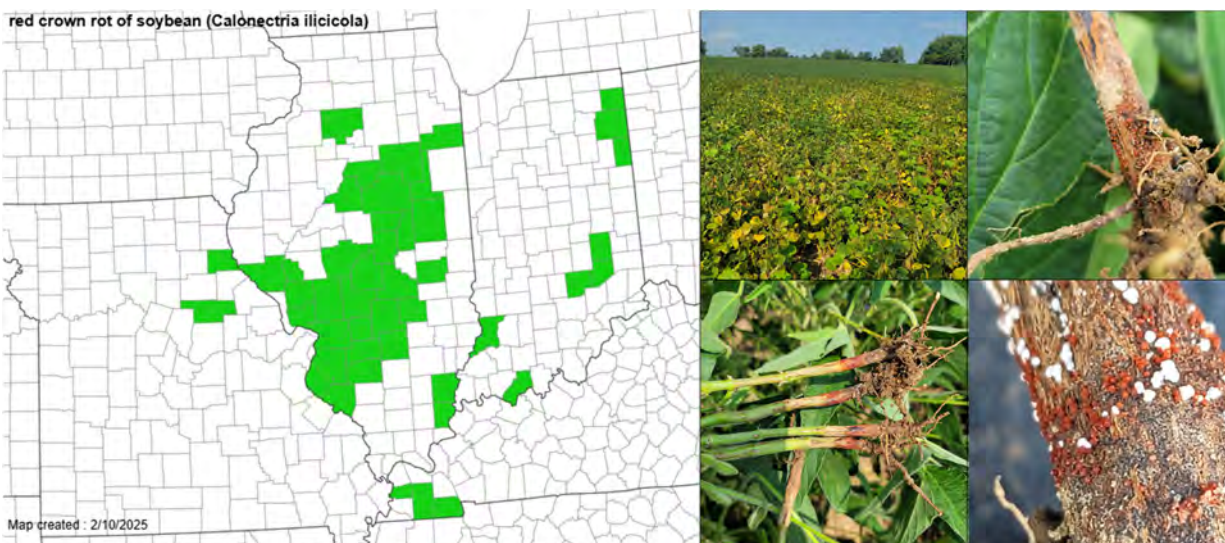 red crown rot of soybean (Calonectria ilicicola)
Map created : 2/10/2025